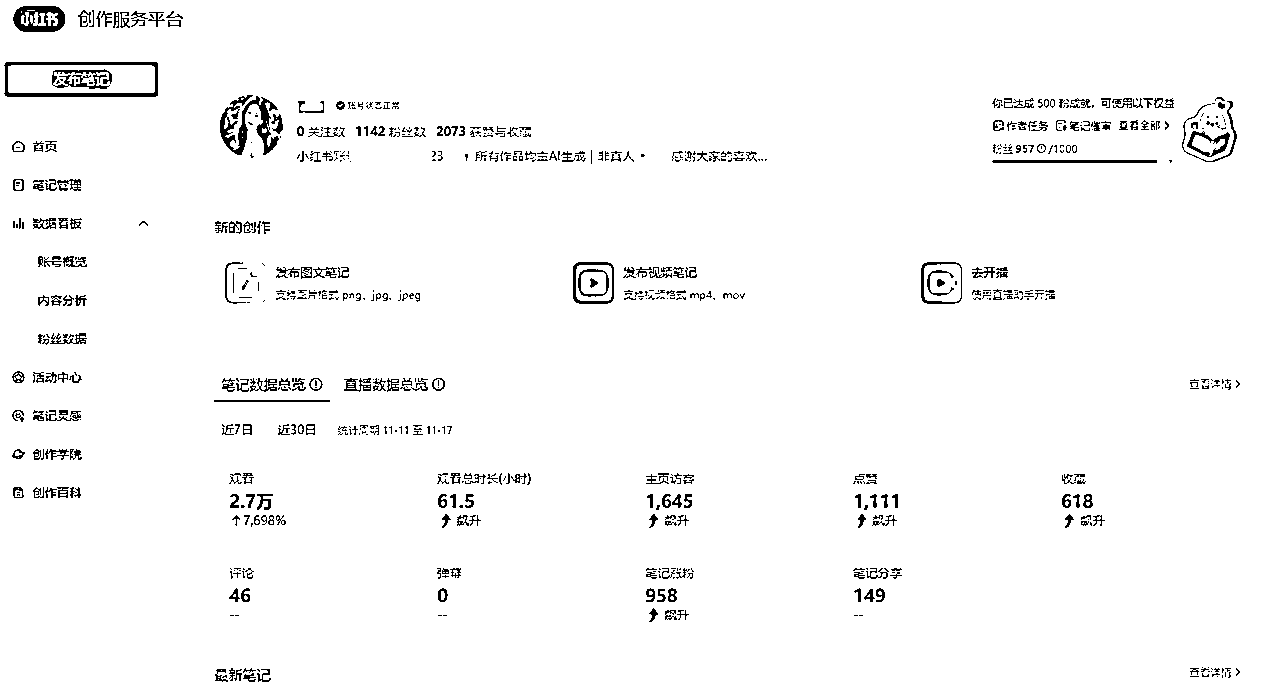 小红书 创作服务平台
发布笔记
首页
笔记管理
数据看板
账号概览
内容分析
粉丝数据
活动中心
笔记灵感
创作学院
创作百科
账号状态正常
0 关注数 1142 粉丝数 2073 获赞与收藏
小红书 23 所有作品均由AI生成 | 非真人 感谢大家的喜欢...
你已达成 500 粉成就，可使用以下权益
作者任务 笔记催审 查看全部 >
粉丝 957 /1000
新的创作
发布图文笔记
支持图片格式 png、jpg、jpeg
发布视频笔记
支持视频格式 mp4、mov
去开播
使用直播助手开播
笔记数据总览 直播数据总览 查看详情 >
近7日 近30日 统计周期 11-11 至 11-17
观看 观看总时长(小时) 主页访客 点赞 收藏
2.7万 61.5 1,645 1,111 618
↑7,698% 飙升 飙升 飙升 飙升
评论 弹幕 笔记涨粉 笔记分享
46 0 958 149
-- -- 飙升 --
最新笔记 查看详情 >